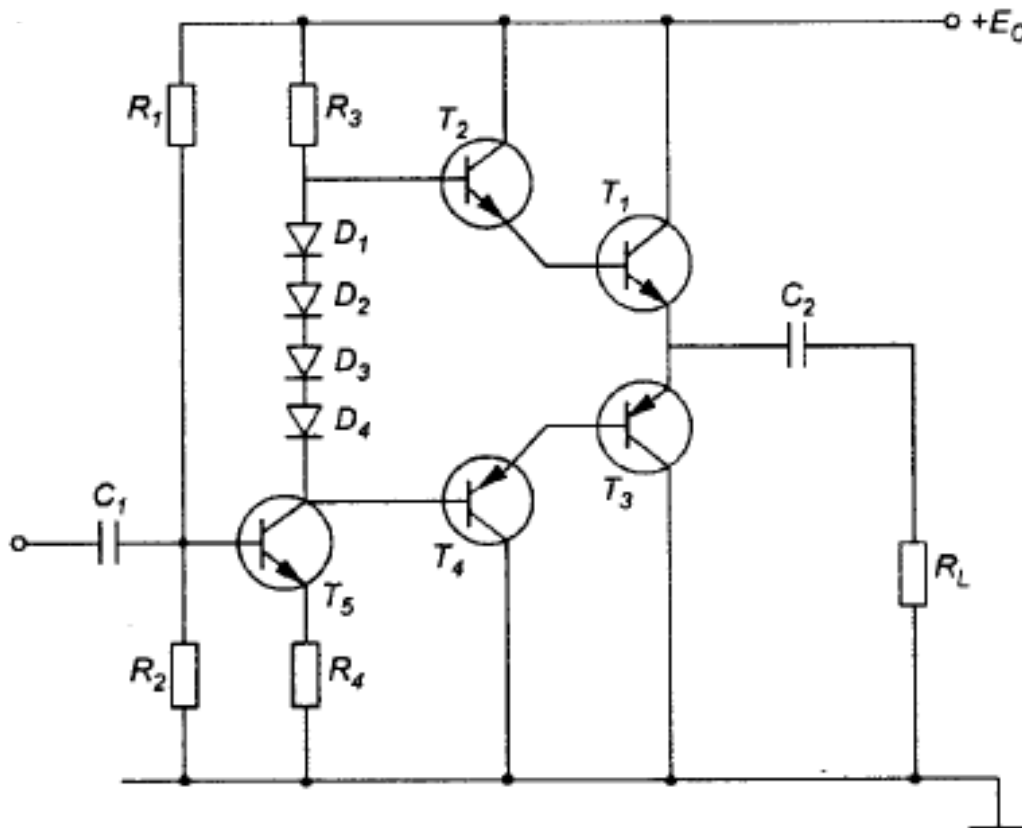 +E_C
R_1
R_3
T_2
T_1
D_1
D_2
C_2
D_3
D_4
T_3
C_1
T_4
T_5
R_L
R_2
R_4